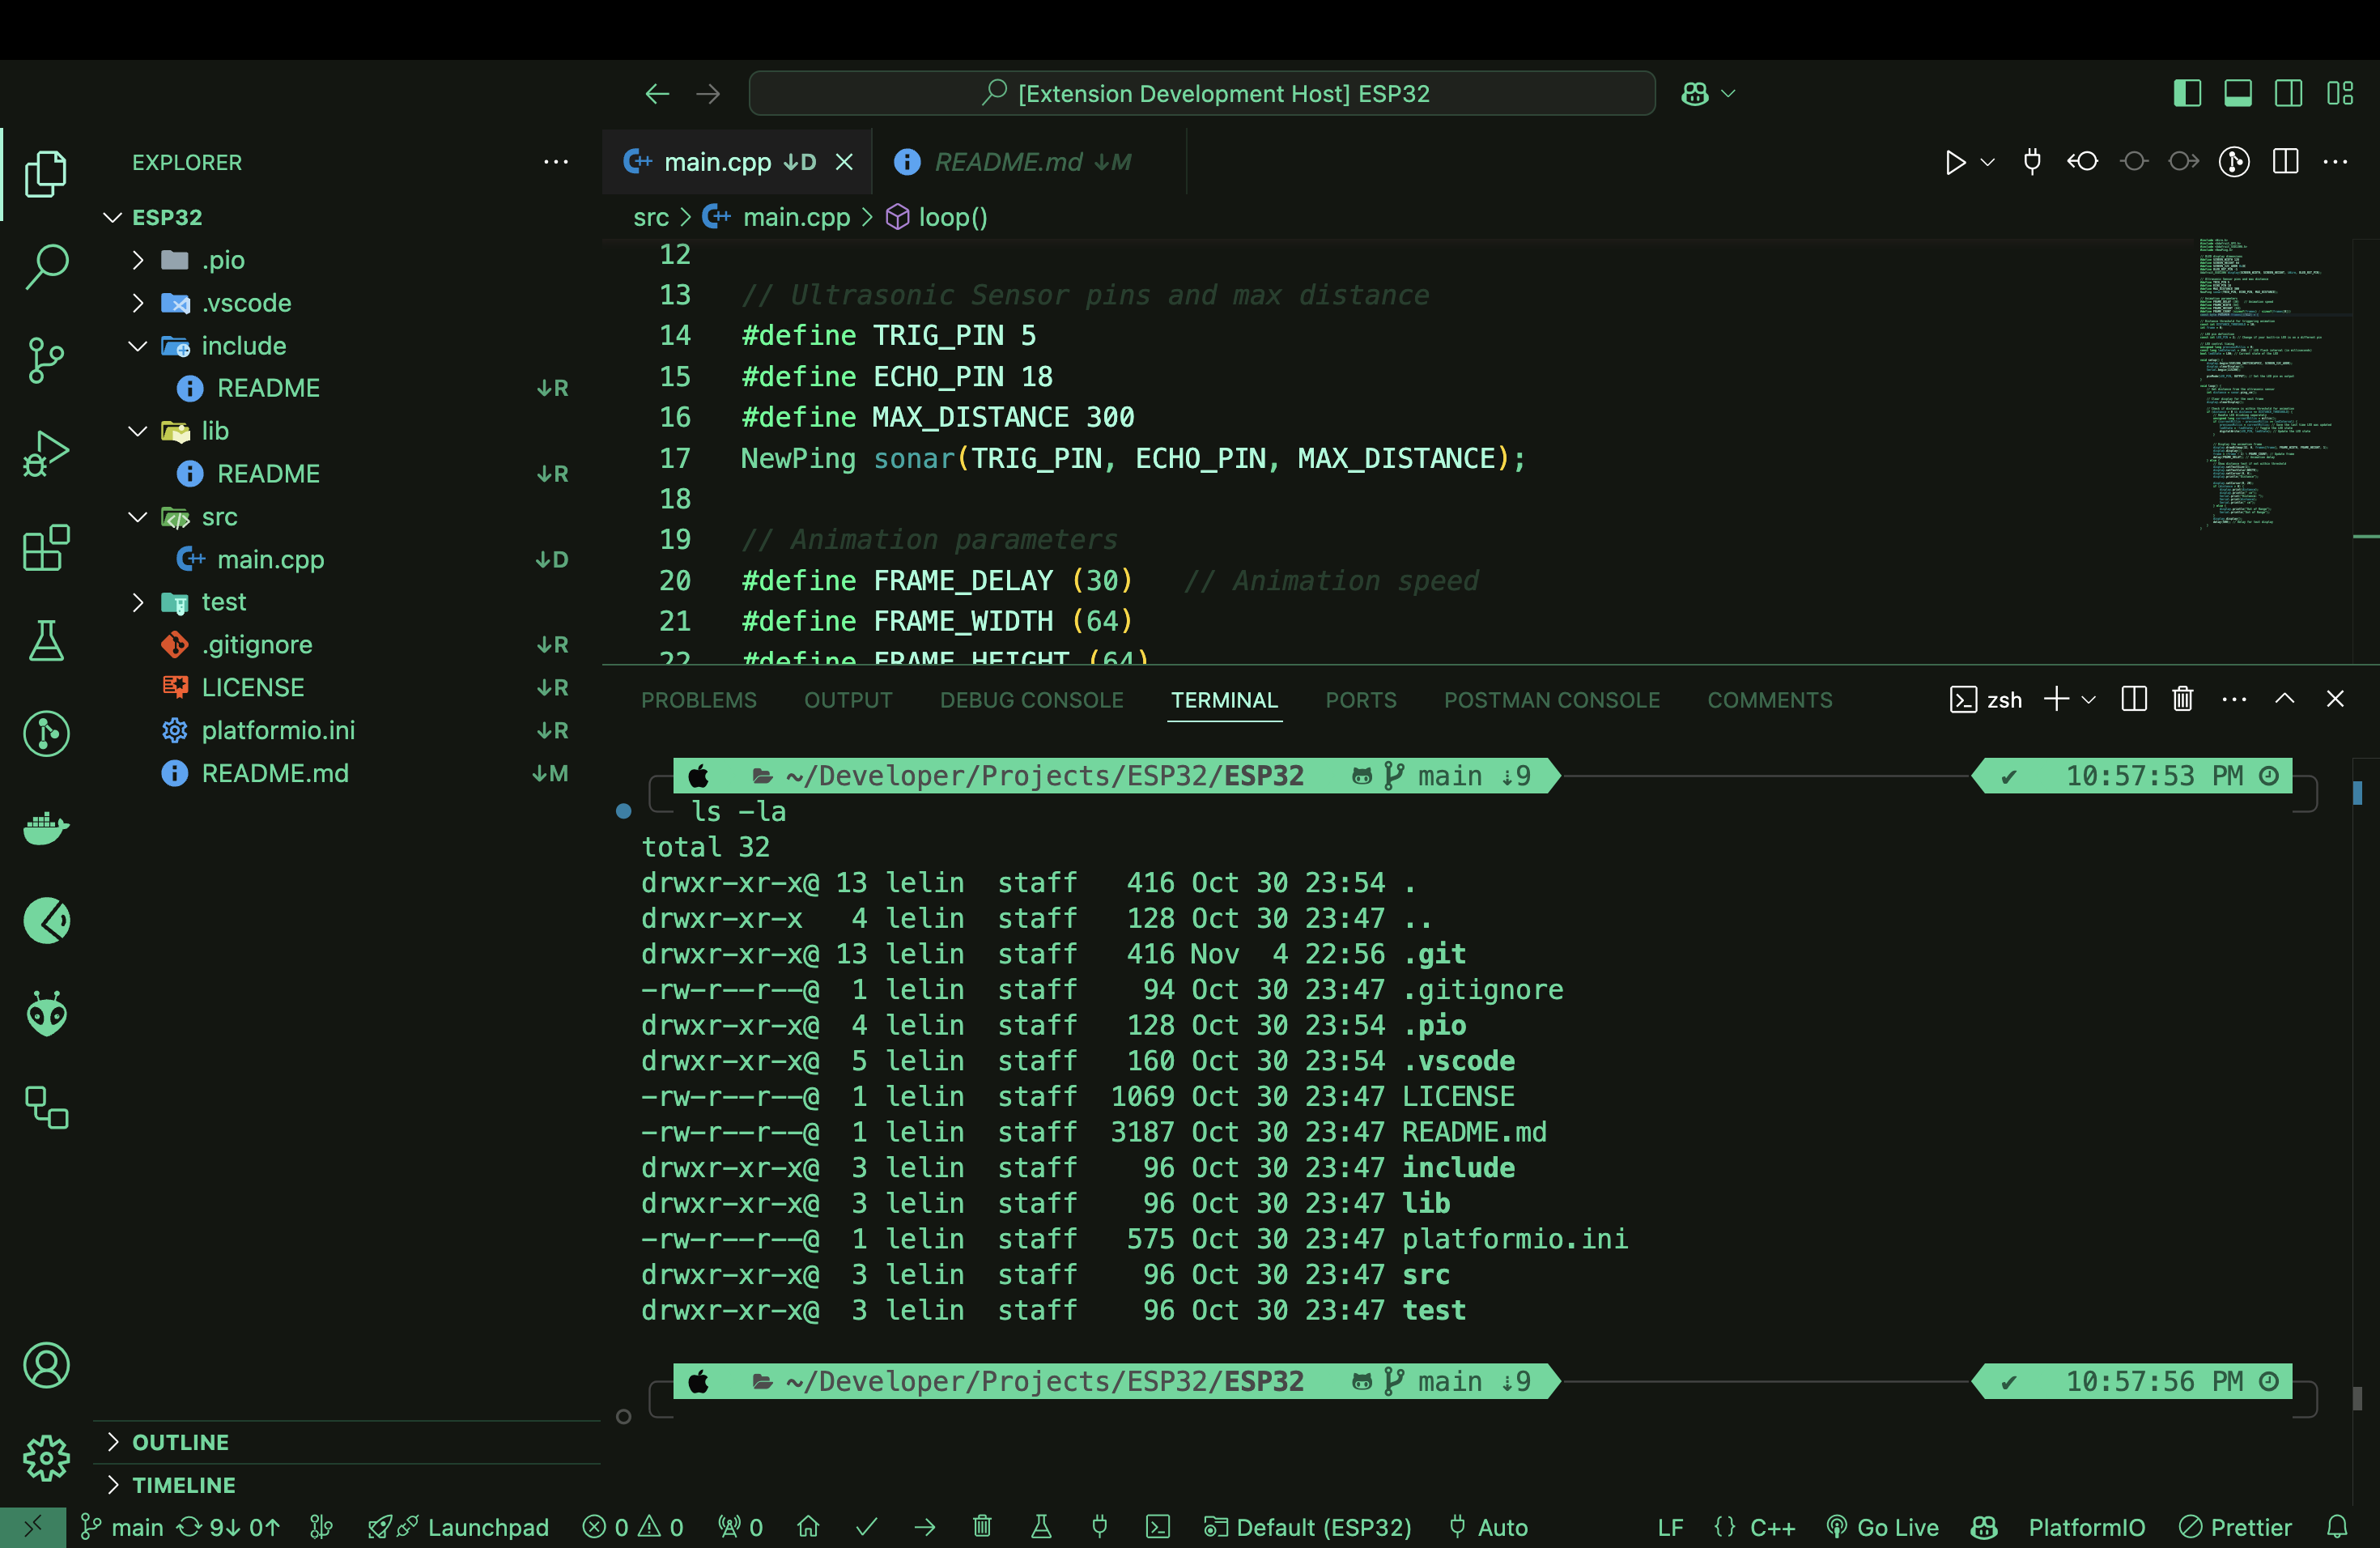 [Extension Development Host] ESP32
EXPLORER
ESP32
.pio
.vscode
include
README ↓R
lib
README ↓R
src
main.cpp ↓D
test
.gitignore ↓R
LICENSE ↓R
platformio.ini ↓R
README.md ↓M
OUTLINE
TIMELINE
main.cpp ↓D
README.md ↓M
src > main.cpp > loop()
12
13 // Ultrasonic Sensor pins and max distance
14 #define TRIG_PIN 5
15 #define ECHO_PIN 18
16 #define MAX_DISTANCE 300
17 NewPing sonar(TRIG_PIN, ECHO_PIN, MAX_DISTANCE);
18
19 // Animation parameters
20 #define FRAME_DELAY (30) // Animation speed
21 #define FRAME_WIDTH (64)
22 #define FRAME_HEIGHT (64)
PROBLEMS OUTPUT DEBUG CONSOLE TERMINAL PORTS POSTMAN CONSOLE COMMENTS
zsh
~/Developer/Projects/ESP32/ESP32 main ⇣9 ✔ 10:57:53 PM
ls -la
total 32
drwxr-xr-x@ 13 lelin staff 416 Oct 30 23:54 .
drwxr-xr-x 4 lelin staff 128 Oct 30 23:47 ..
drwxr-xr-x@ 13 lelin staff 416 Nov 4 22:56 .git
-rw-r--r--@ 1 lelin staff 94 Oct 30 23:47 .gitignore
drwxr-xr-x@ 4 lelin staff 128 Oct 30 23:54 .pio
drwxr-xr-x@ 5 lelin staff 160 Oct 30 23:54 .vscode
-rw-r--r--@ 1 lelin staff 1069 Oct 30 23:47 LICENSE
-rw-r--r--@ 1 lelin staff 3187 Oct 30 23:47 README.md
drwxr-xr-x@ 3 lelin staff 96 Oct 30 23:47 include
drwxr-xr-x@ 3 lelin staff 96 Oct 30 23:47 lib
-rw-r--r--@ 1 lelin staff 575 Oct 30 23:47 platformio.ini
drwxr-xr-x@ 3 lelin staff 96 Oct 30 23:47 src
drwxr-xr-x@ 3 lelin staff 96 Oct 30 23:47 test
~/Developer/Projects/ESP32/ESP32 main ⇣9 ✔ 10:57:56 PM
main 9↓ 0↑ Launchpad 0 0 0 Default (ESP32) Auto LF {} C++ Go Live PlatformIO Prettier